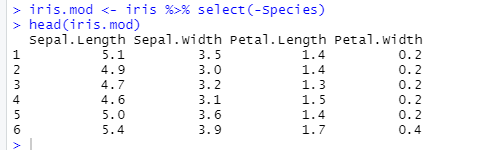 > iris.mod <- iris %>% select(-Species)
> head(iris.mod)
  Sepal.Length Sepal.Width Petal.Length Petal.Width
1          5.1         3.5          1.4         0.2
2          4.9         3.0          1.4         0.2
3          4.7         3.2          1.3         0.2
4          4.6         3.1          1.5         0.2
5          5.0         3.6          1.4         0.2
6          5.4         3.9          1.7         0.4
>